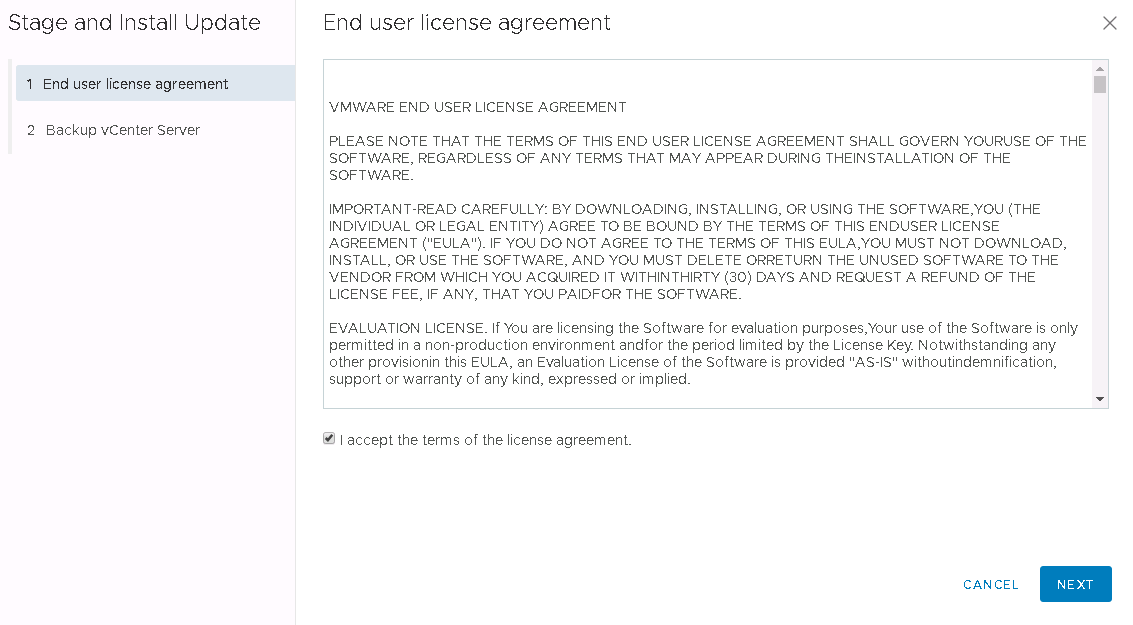 Stage and Install Update
1 End user license agreement
2 Backup vCenter Server
End user license agreement
VMWARE END USER LICENSE AGREEMENT
PLEASE NOTE THAT THE TERMS OF THIS END USER LICENSE AGREEMENT SHALL GOVERN YOURUSE OF THE
SOFTWARE, REGARDLESS OF ANY TERMS THAT MAY APPEAR DURING THEINSTALLATION OF THE
SOFTWARE.
IMPORTANT-READ CAREFULLY: BY DOWNLOADING, INSTALLING, OR USING THE SOFTWARE,YOU (THE
INDIVIDUAL OR LEGAL ENTITY) AGREE TO BE BOUND BY THE TERMS OF THIS ENDUSER LICENSE
AGREEMENT ("EULA"). IF YOU DO NOT AGREE TO THE TERMS OF THIS EULA,YOU MUST NOT DOWNLOAD,
INSTALL, OR USE THE SOFTWARE, AND YOU MUST DELETE ORRETURN THE UNUSED SOFTWARE TO THE
VENDOR FROM WHICH YOU ACQUIRED IT WITHINTHIRTY (30) DAYS AND REQUEST A REFUND OF THE
LICENSE FEE, IF ANY, THAT YOU PAIDFOR THE SOFTWARE.
EVALUATION LICENSE. If You are licensing the Software for evaluation purposes,Your use of the Software is only
permitted in a non-production environment andfor the period limited by the License Key. Notwithstanding any
other provisionin this EULA, an Evaluation License of the Software is provided "AS-IS" withoutindemnification,
support or warranty of any kind, expressed or implied.
I accept the terms of the license agreement.
CANCEL
NEXT